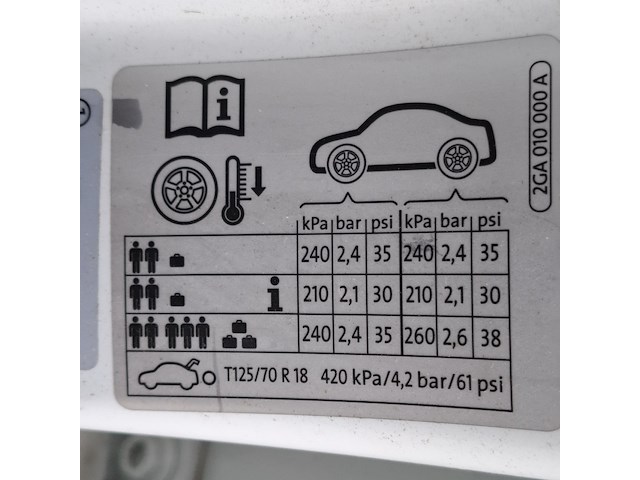 i
kPa bar psi kPa bar psi
240 2,4 35 240 2,4 35
i 210 2,1 30 210 2,1 30
240 2,4 35 260 2,6 38
T125/70 R 18 420 kPa/4,2 bar/61 psi
2GA 010 000 A